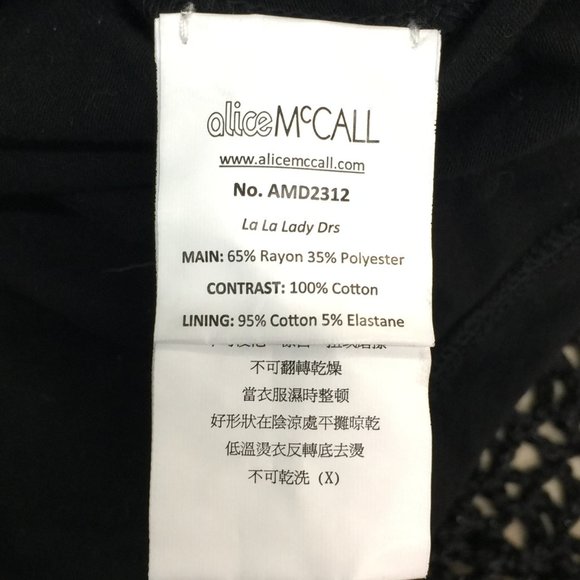 alice McCALL
www.alicemccall.com
No. AMD2312
La La Lady Drs
MAIN: 65% Rayon 35% Polyester
CONTRAST: 100% Cotton
LINING: 95% Cotton 5% Elastane
不可翻轉乾燥
當衣服濕時整顿
好形狀在陰涼處平攤晾乾
低溫燙衣反轉底去燙
不可乾洗 (X)